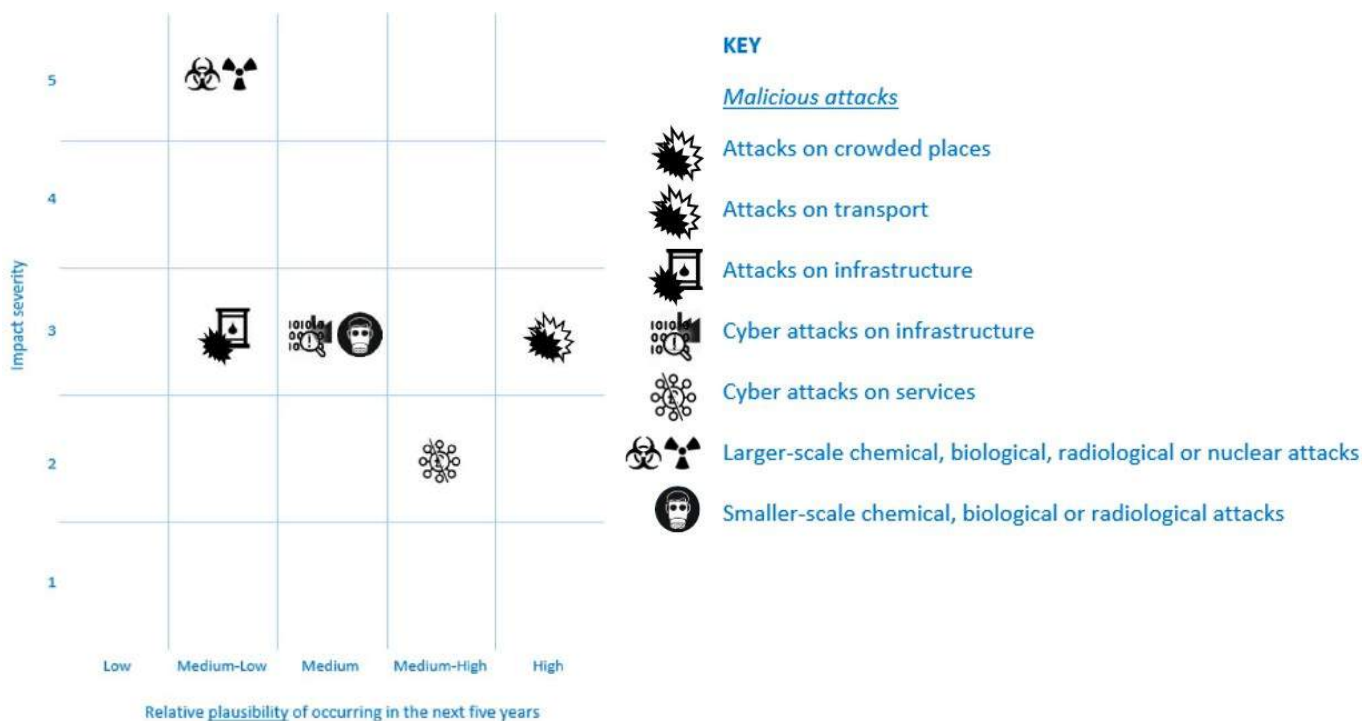 KEY
Malicious attacks
Attacks on crowded places
Attacks on transport
Attacks on infrastructure
Cyber attacks on infrastructure
Cyber attacks on services
Larger-scale chemical, biological, radiological or nuclear attacks
Smaller-scale chemical, biological or radiological attacks
Impact severity
5
4
3
2
1
Low
Medium-Low
Medium
Medium-High
High
Relative plausibility of occurring in the next five years